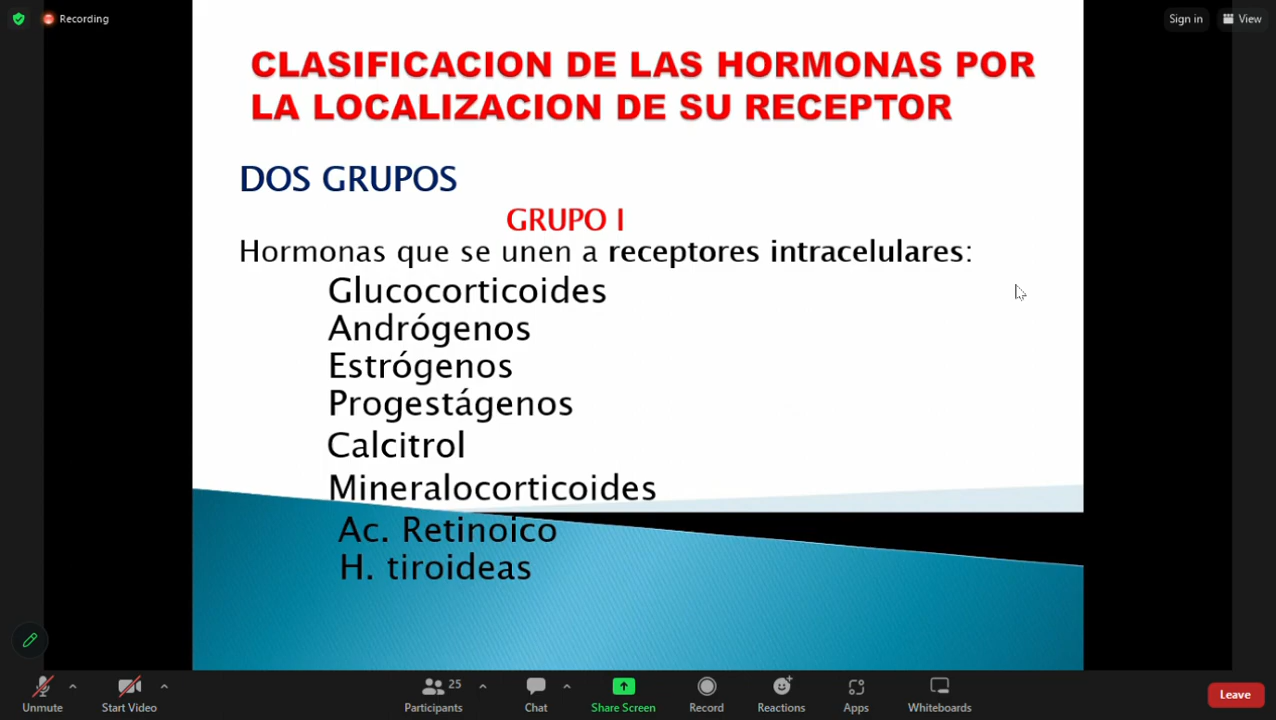 Recording
Sign in
View
CLASIFICACION DE LAS HORMONAS POR
LA LOCALIZACION DE SU RECEPTOR
DOS GRUPOS
GRUPO I
Hormonas que se unen a receptores intracelulares:
Glucocorticoides
Andrógenos
Estrógenos
Progestágenos
Calcitrol
Mineralocorticoides
Ac. Retinoico
H. tiroideas
Unmute
Start Video
25
Participants
Chat
Share Screen
Record
Reactions
Apps
Whiteboards
Leave